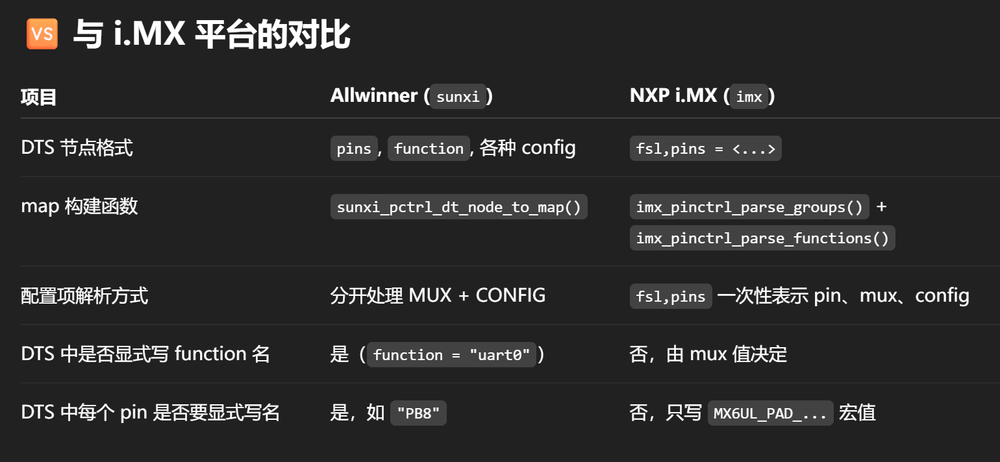 VS 与 i.MX 平台的对比
项目 Allwinner (sunxi) NXP i.MX (imx)
DTS 节点格式 pins, function, 各种 config fsl,pins = <...>
map 构建函数 sunxi_pctrl_dt_node_to_map() imx_pinctrl_parse_groups() +
imx_pinctrl_parse_functions()
配置项解析方式 分开处理 MUX + CONFIG fsl,pins 一次性表示 pin、mux、config
DTS 中是否显式写 function 名 是（function = "uart0"） 否，由 mux 值决定
DTS 中每个 pin 是否要显式写名 是，如 "PB8" 否，只写 MX6UL_PAD_... 宏值